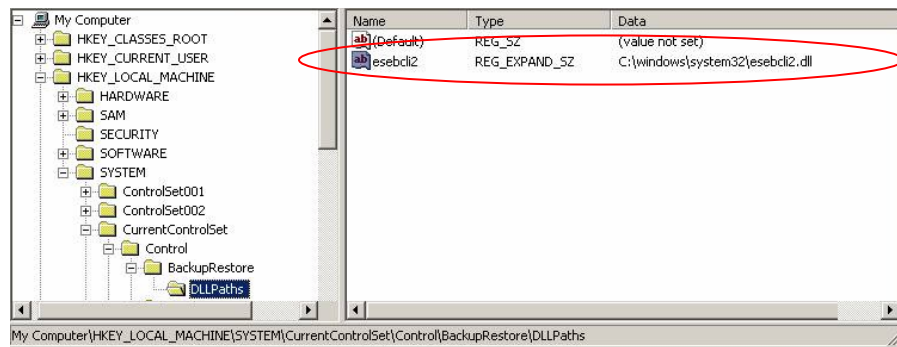 My Computer
HKEY_CLASSES_ROOT
HKEY_CURRENT_USER
HKEY_LOCAL_MACHINE
HARDWARE
SAM
SECURITY
SOFTWARE
SYSTEM
ControlSet001
ControlSet002
CurrentControlSet
Control
BackupRestore
DLLPaths
Name Type Data
ab (Default) REG_SZ (value not set)
ab esebcli2 REG_EXPAND_SZ C:\windows\system32\esebcli2.dll
My Computer\HKEY_LOCAL_MACHINE\SYSTEM\CurrentControlSet\Control\BackupRestore\DLLPaths